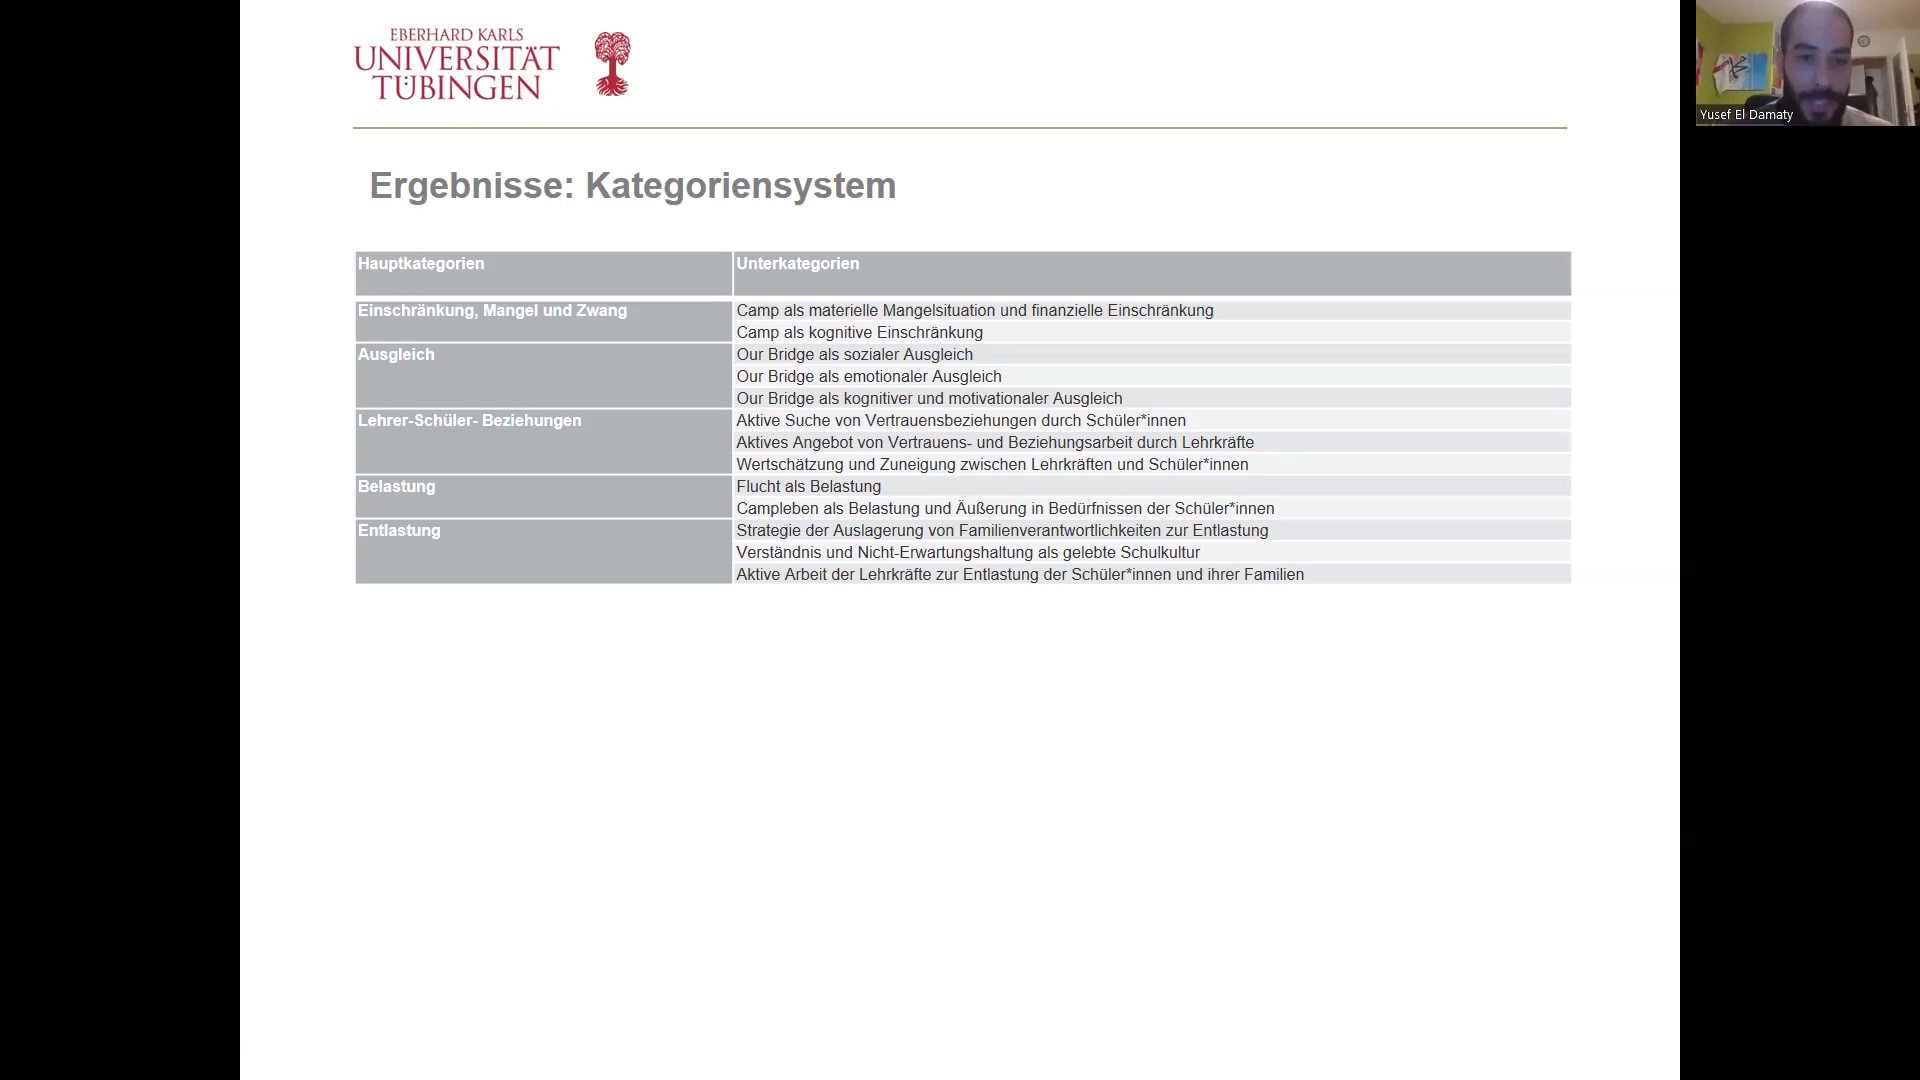 EBERHARD KARLS
UNIVERSITÄT
TÜBINGEN
Yusef El Damaty
Ergebnisse: Kategoriensystem
Hauptkategorien
Unterkategorien
Einschränkung, Mangel und Zwang
Camp als materielle Mangelsituation und finanzielle Einschränkung
Camp als kognitive Einschränkung
Ausgleich
Our Bridge als sozialer Ausgleich
Our Bridge als emotionaler Ausgleich
Our Bridge als kognitiver und motivationaler Ausgleich
Lehrer-Schüler- Beziehungen
Aktive Suche von Vertrauensbeziehungen durch Schüler*innen
Aktives Angebot von Vertrauens- und Beziehungsarbeit durch Lehrkräfte
Wertschätzung und Zuneigung zwischen Lehrkräften und Schüler*innen
Belastung
Flucht als Belastung
Campleben als Belastung und Äußerung in Bedürfnissen der Schüler*innen
Entlastung
Strategie der Auslagerung von Familienverantwortlichkeiten zur Entlastung
Verständnis und Nicht-Erwartungshaltung als gelebte Schulkultur
Aktive Arbeit der Lehrkräfte zur Entlastung der Schüler*innen und ihrer Familien